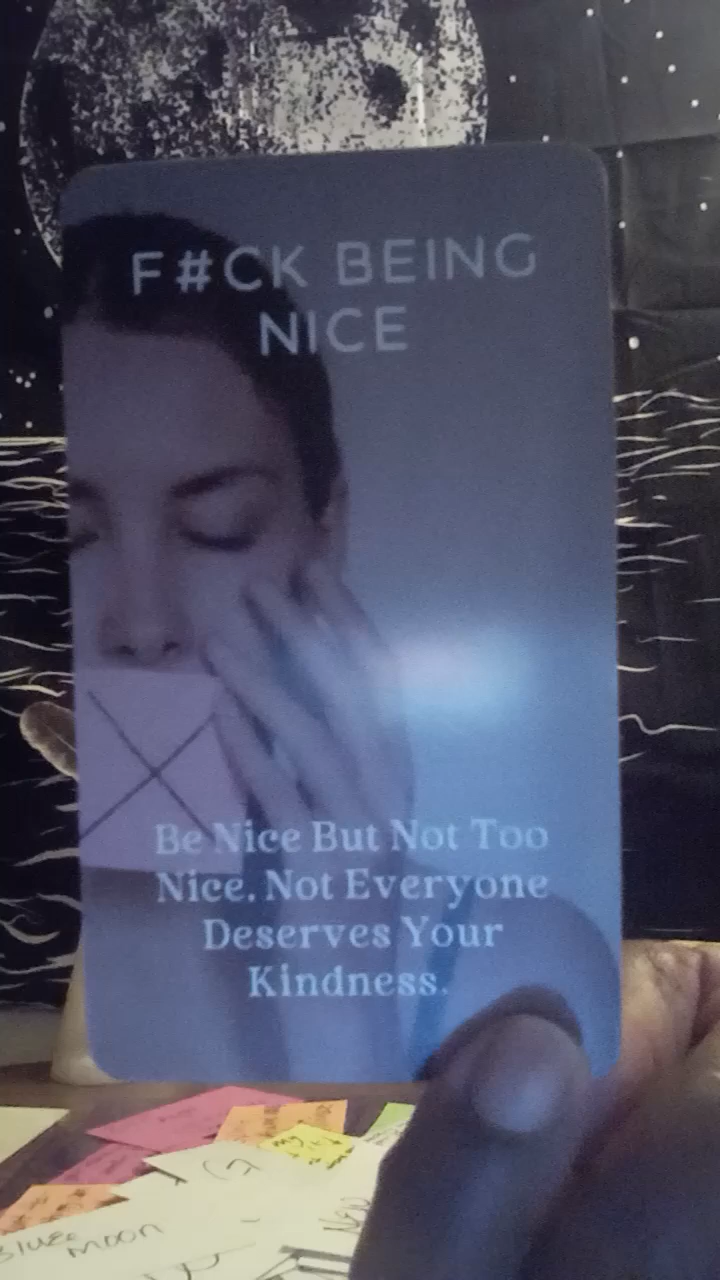 F#CK BEING
NICE
Be Nice But Not Too
Nice. Not Everyone
Deserves Your
Kindness.
BLUE
MOON